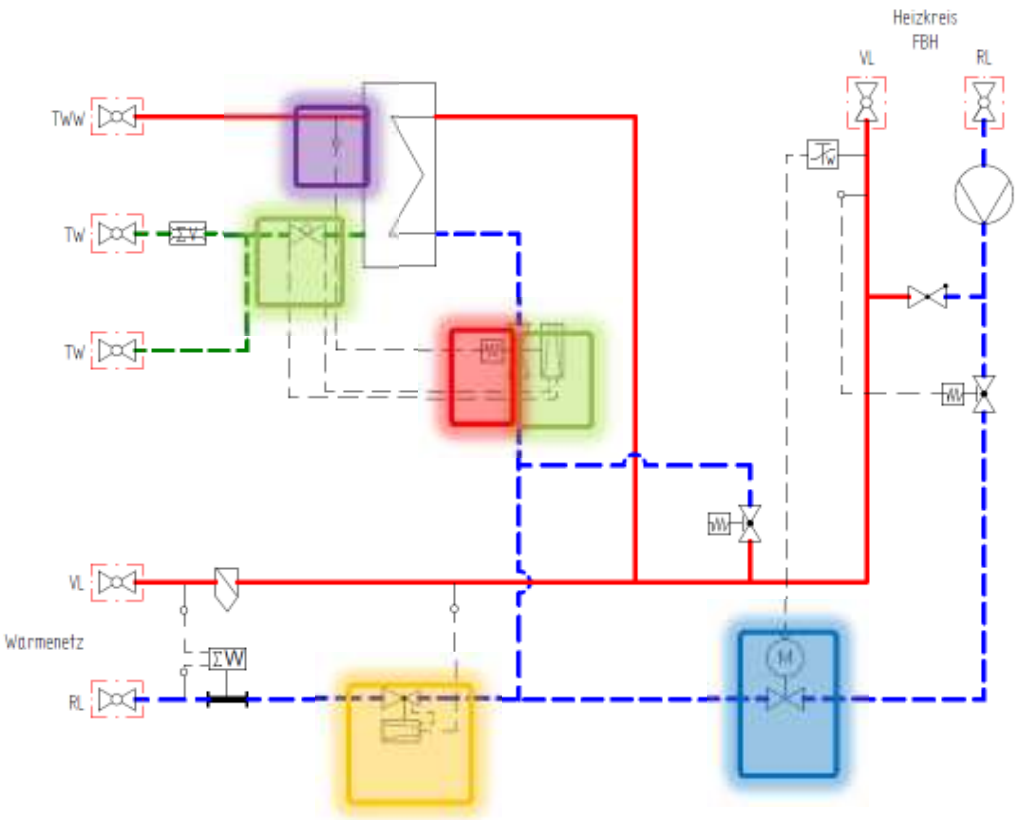 Heizkreis
FBH
VL
RL
TWW
W
TW
ΣV
TW
VL
Wärmenetz
ΣW
M
RL